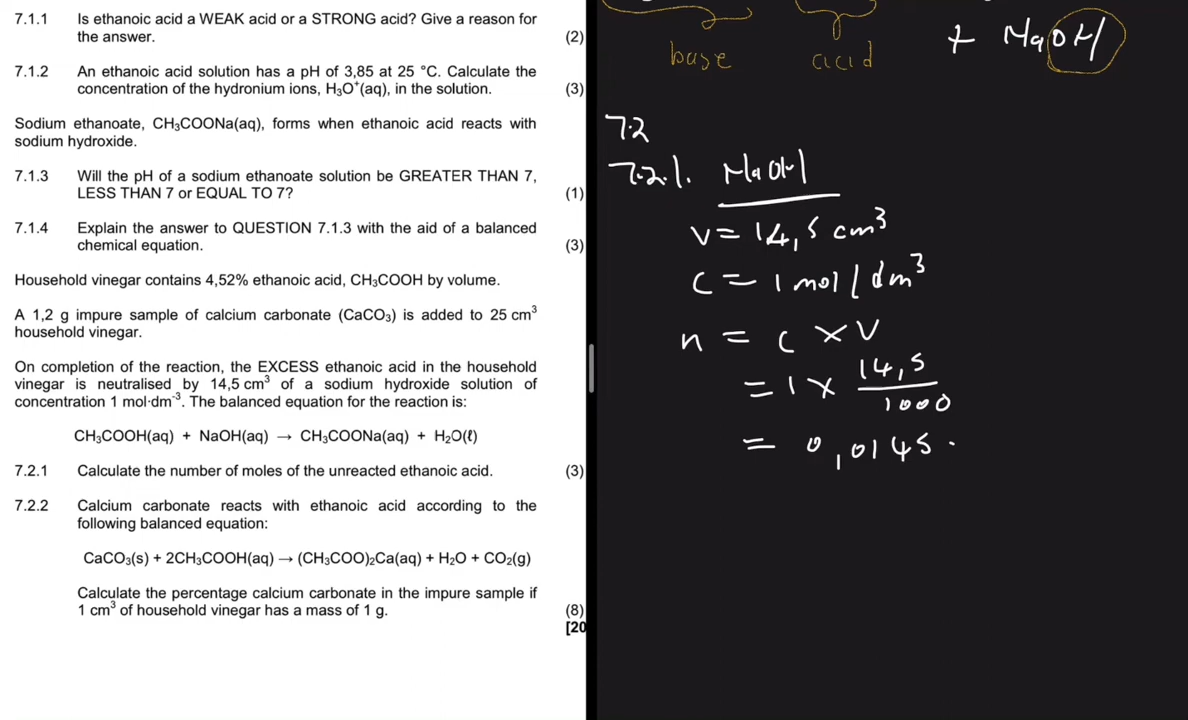 7.1.1 Is ethanoic acid a WEAK acid or a STRONG acid? Give a reason for
the answer. (2)
7.1.2 An ethanoic acid solution has a pH of 3,85 at 25 °C. Calculate the
concentration of the hydronium ions, H₃O⁺(aq), in the solution. (3)
Sodium ethanoate, CH₃COONa(aq), forms when ethanoic acid reacts with
sodium hydroxide.
7.1.3 Will the pH of a sodium ethanoate solution be GREATER THAN 7,
LESS THAN 7 or EQUAL TO 7? (1)
7.1.4 Explain the answer to QUESTION 7.1.3 with the aid of a balanced
chemical equation. (3)
Household vinegar contains 4,52% ethanoic acid, CH₃COOH by volume.
A 1,2 g impure sample of calcium carbonate (CaCO₃) is added to 25 cm³
household vinegar.
On completion of the reaction, the EXCESS ethanoic acid in the household
vinegar is neutralised by 14,5 cm³ of a sodium hydroxide solution of
concentration 1 mol·dm⁻³. The balanced equation for the reaction is:
CH₃COOH(aq) + NaOH(aq) → CH₃COONa(aq) + H₂O(ℓ)
7.2.1 Calculate the number of moles of the unreacted ethanoic acid. (3)
7.2.2 Calcium carbonate reacts with ethanoic acid according to the
following balanced equation:
CaCO₃(s) + 2CH₃COOH(aq) → (CH₃COO)₂Ca(aq) + H₂O + CO₂(g)
Calculate the percentage calcium carbonate in the impure sample if
1 cm³ of household vinegar has a mass of 1 g. (8)
[20
base acid + NaOH
7.2
7.2.1. NaOH
V = 14,5 cm³
C = 1 mol / dm³
n = C × V
= 1 × 14,5
1000
= 0,0145 .